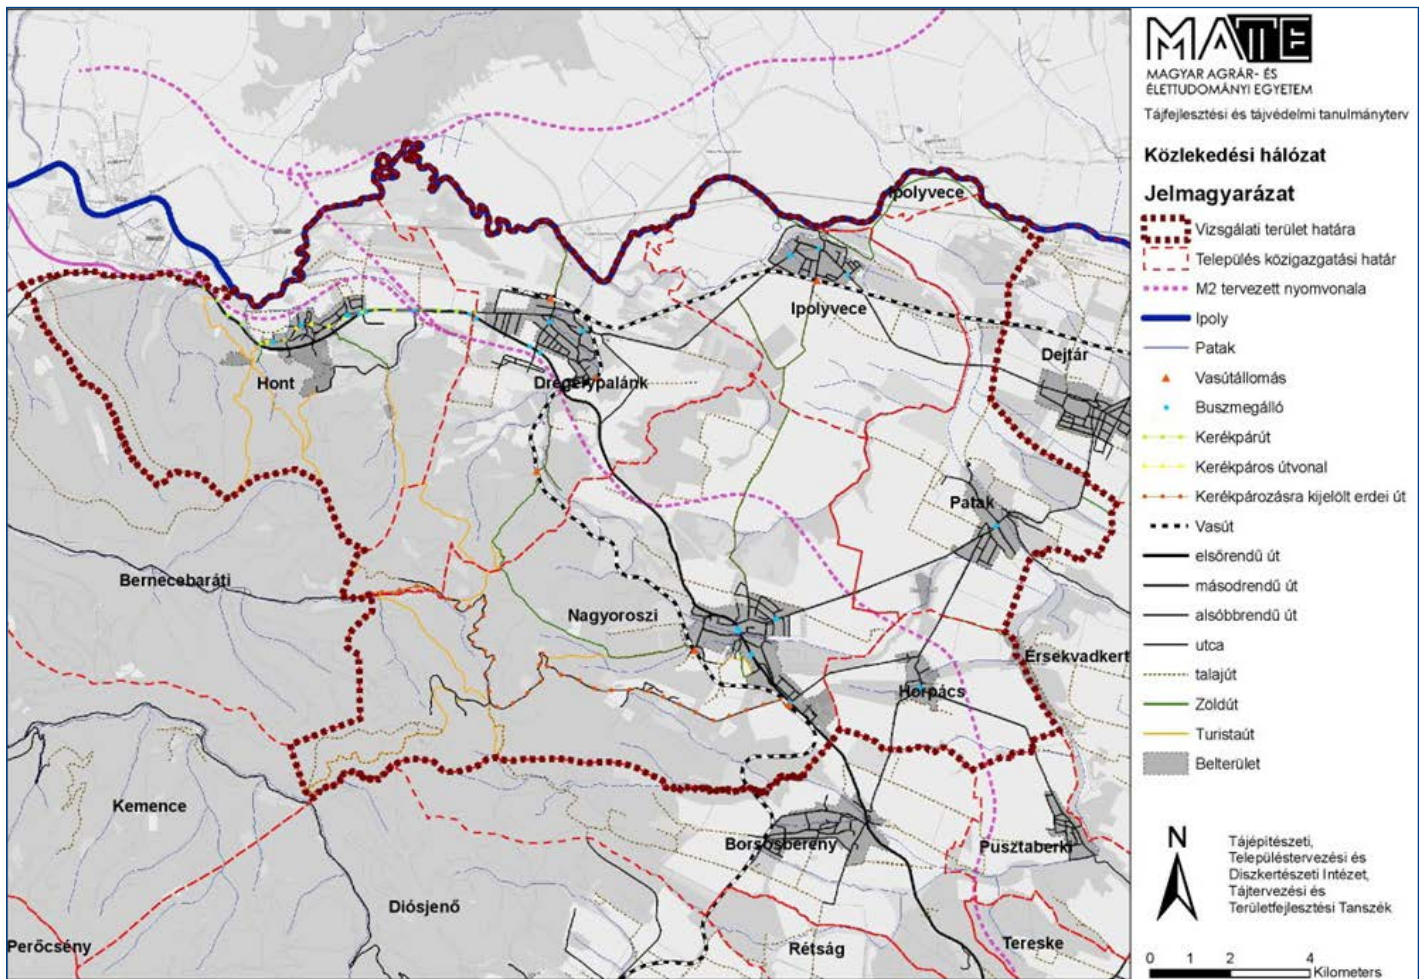 Ipolyvece
Ipolyvece
Dejtár
Hont
Drégelypalánk
Patak
Bernecebaráti
Nagyoroszi
Érsekvadkert
Horpács
Kemence
Borsosberény
Pusztaberki
Diósjenő
Perőcsény
Rétság
Tereske
MATE
MAGYAR AGRÁR- ÉS
ÉLETTUDOMÁNYI EGYETEM
Tájfejlesztési és tájvédelmi tanulmányterv
Közlekedési hálózat
Jelmagyarázat
Vizsgálati terület határa
Település közigazgatási határ
M2 tervezett nyomvonala
Ipoly
Patak
Vasútállomás
Buszmegálló
Kerékpárút
Kerékpáros útvonal
Kerékpározásra kijelölt erdei út
Vasút
elsőrendű út
másodrendű út
alsóbbrendű út
utca
talajút
Zöldút
Turistaút
Belterület
N
Tájépítészeti,
Településtervezési és
Díszkertészeti Intézet,
Tájtervezési és
Területfejlesztési Tanszék
0 1 2 4
Kilometers